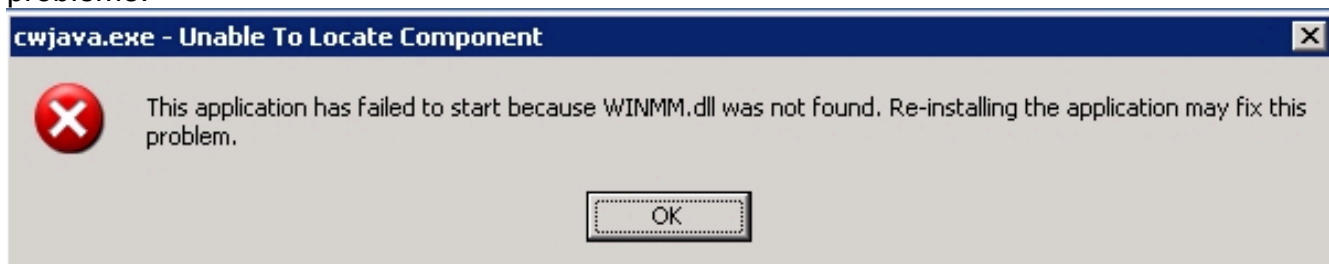 cwjava.exe - Unable To Locate Component
This application has failed to start because WINMM.dll was not found. Re-installing the application may fix this
problem.
OK